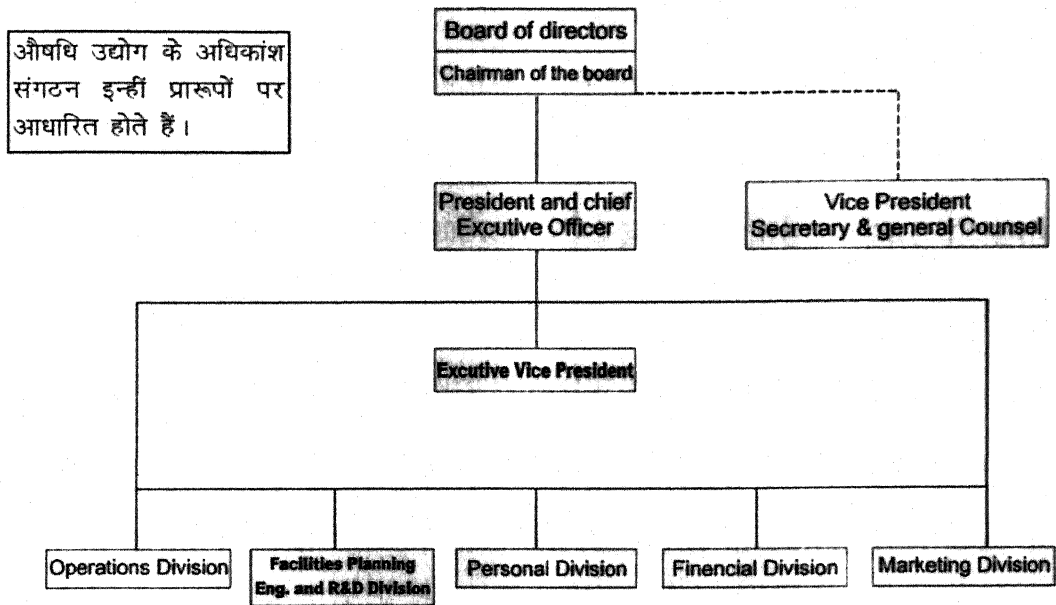 औषधि उद्योग के अधिकांश
संगटन इन्हीं प्रारूपों पर
आधारित होते हैं।
Board of directors
Chairman of the board
President and chief
Excutive Officer
Vice President
Secretary & general Counsel
Excutive Vice President
Operations Division
Facilities Planning
Eng. and R&D Division
Personal Division
Financial Division
Marketing Division